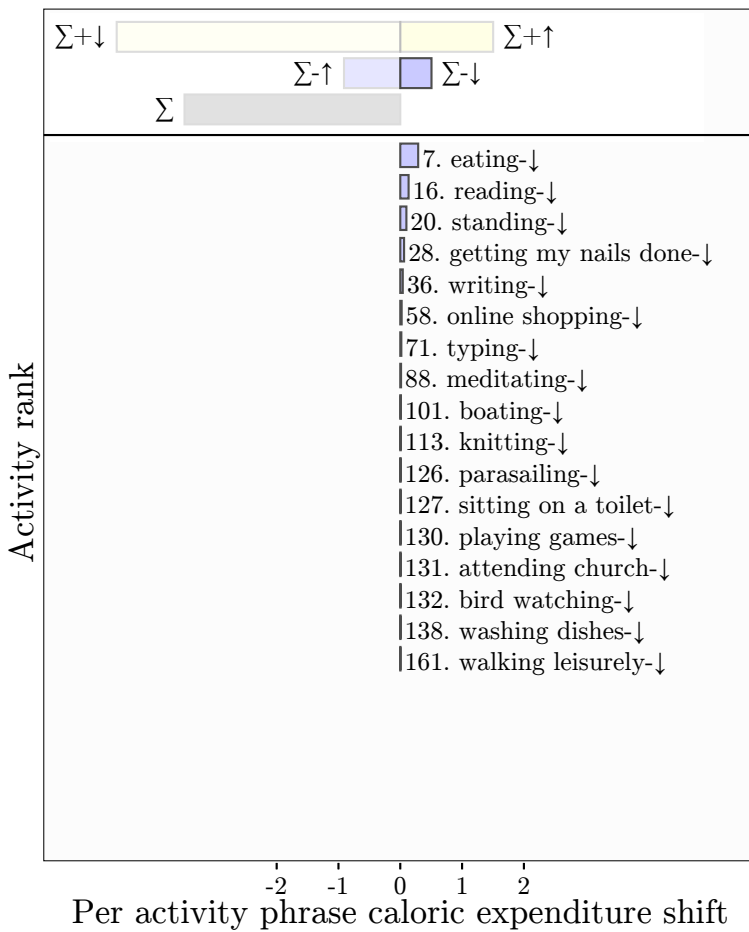 ∑+↓ ∑+↑
∑-↑ ∑-↓
∑
7. eating-↓
16. reading-↓
20. standing-↓
28. getting my nails done-↓
36. writing-↓
58. online shopping-↓
71. typing-↓
88. meditating-↓
101. boating-↓
113. knitting-↓
126. parasailing-↓
127. sitting on a toilet-↓
130. playing games-↓
131. attending church-↓
132. bird watching-↓
138. washing dishes-↓
161. walking leisurely-↓
Activity rank
-2 -1 0 1 2
Per activity phrase caloric expenditure shift